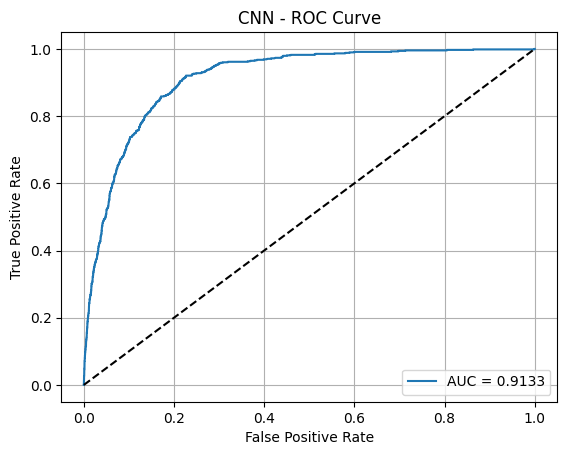 CNN - ROC Curve
True Positive Rate
1.0
0.8
0.6
0.4
0.2
0.0
AUC = 0.9133
0.0 0.2 0.4 0.6 0.8 1.0
False Positive Rate